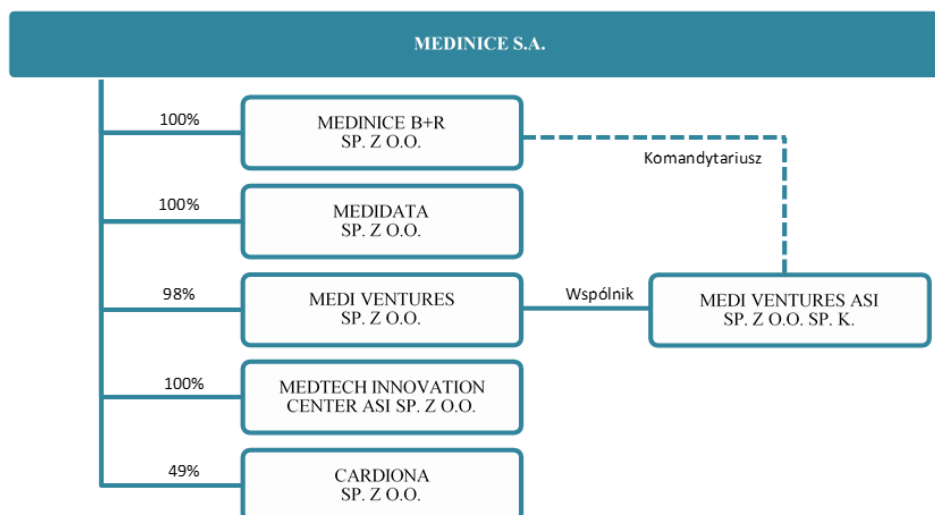 MEDINICE S.A.
100%
MEDINICE B+R
SP. Z O.O.
Komandytariusz
100%
MEDIDATA
SP. Z O.O.
98%
MEDI VENTURES
SP. Z O.O.
Wspólnik
MEDI VENTURES ASI
SP. Z O.O. SP. K.
100%
MEDTECH INNOVATION
CENTER ASI SP. Z O.O.
49%
CARDIONA
SP. Z O.O.